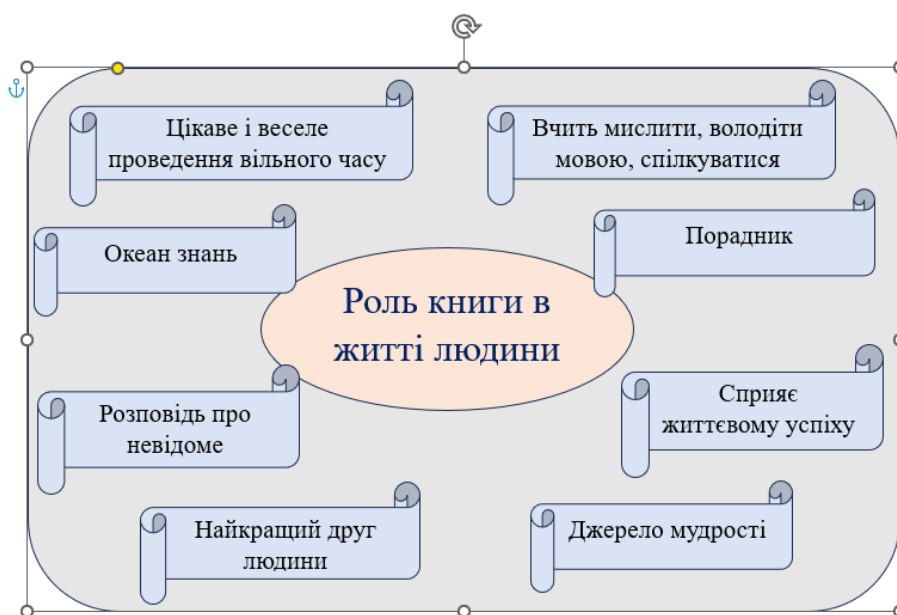 Цікаве і веселе
проведення вільного часу
Вчить мислити, володіти
мовою, спілкуватися
Океан знань
Порадник
Роль книги в
житті людини
Розповідь про
невідоме
Сприяє
життєвому успіху
Найкращий друг
людини
Джерело мудрості